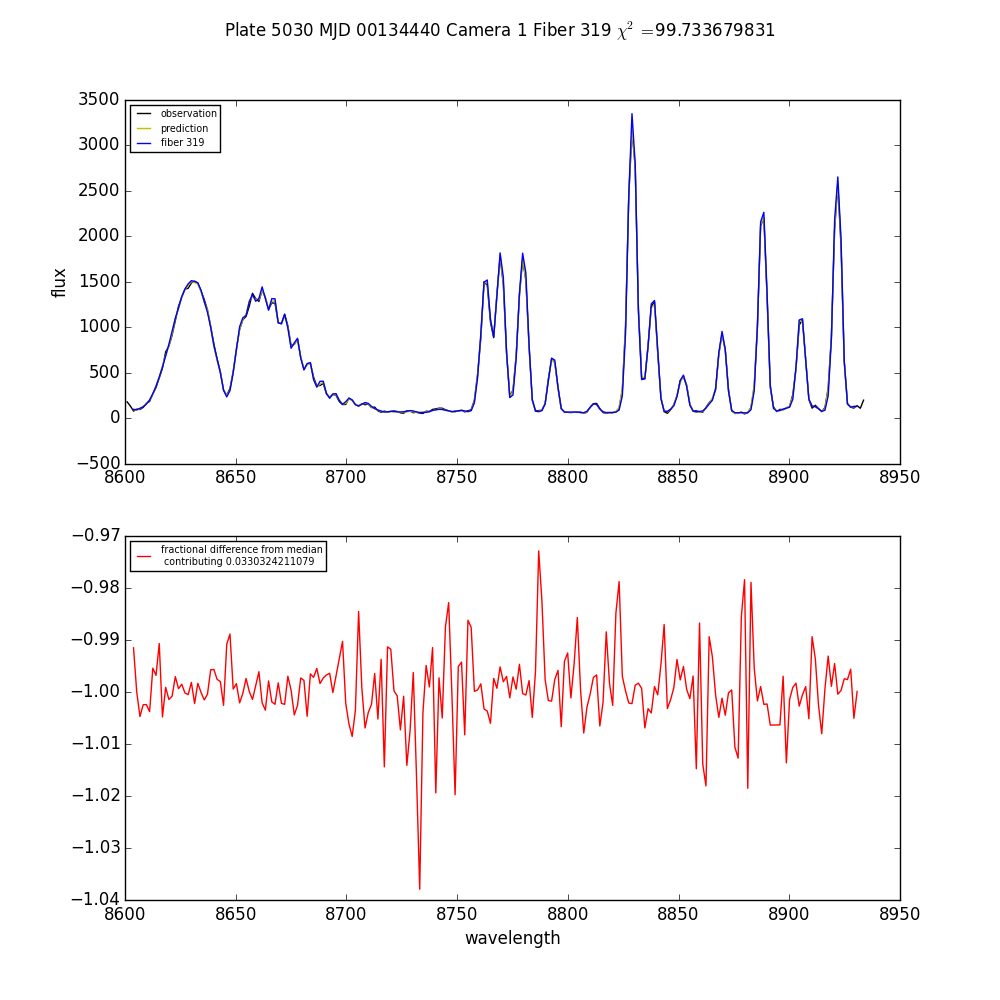 Plate 5030 MJD 00134440 Camera 1 Fiber 319 χ² =99.733679831
3500
3000
2500
2000
1500
1000
500
0
−500
flux
observation
prediction
fiber 319
8600 8650 8700 8750 8800 8850 8900 8950
−0.97
−0.98
−0.99
−1.00
−1.01
−1.02
−1.03
−1.04
fractional difference from median
contributing 0.0330324211079
8600 8650 8700 8750 8800 8850 8900 8950
wavelength